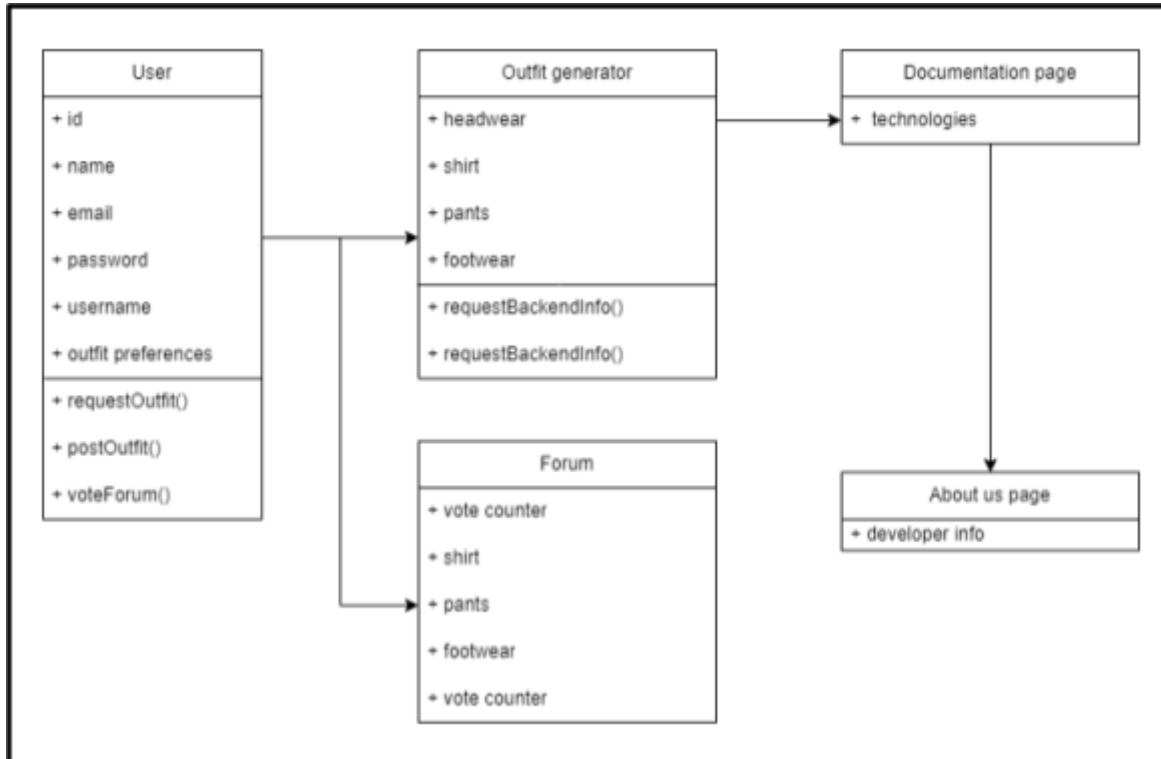 User
+ id
+ name
+ email
+ password
+ username
+ outfit preferences
+ requestOutfit()
+ postOutfit()
+ voteForum()
Outfit generator
+ headwear
+ shirt
+ pants
+ footwear
+ requestBackendInfo()
+ requestBackendInfo()
Forum
+ vote counter
+ shirt
+ pants
+ footwear
+ vote counter
Documentation page
+ technologies
About us page
+ developer info